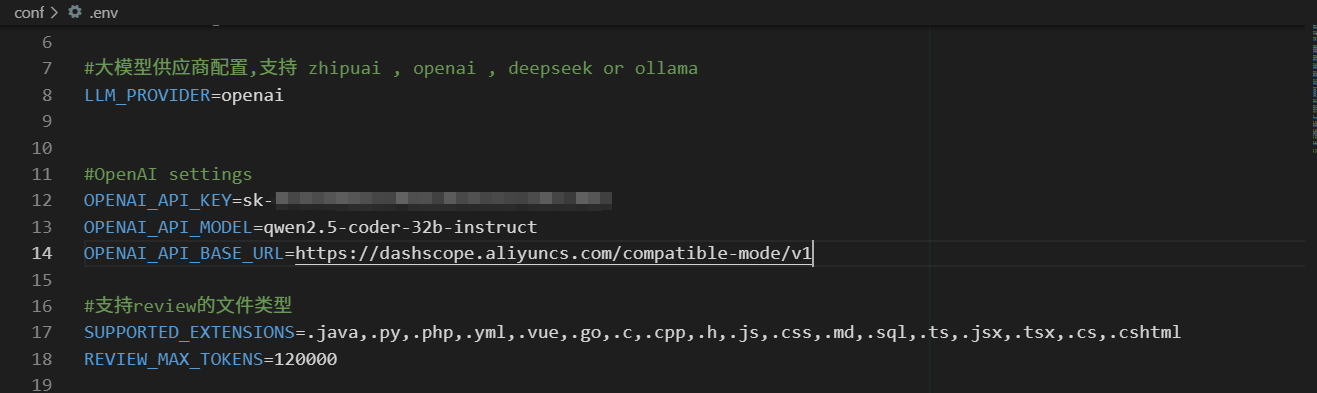 conf > .env
6
7 #大模型供应商配置,支持 zhipuai , openai , deepseek or ollama
8 LLM_PROVIDER=openai
9
10
11 #OpenAI settings
12 OPENAI_API_KEY=sk-
13 OPENAI_API_MODEL=qwen2.5-coder-32b-instruct
14 OPENAI_API_BASE_URL=https://dashscope.aliyuncs.com/compatible-mode/v1
15
16 #支持review的文件类型
17 SUPPORTED_EXTENSIONS=.java,.py,.php,.yml,.vue,.go,.c,.cpp,.h,.js,.css,.md,.sql,.ts,.jsx,.tsx,.cs,.cshtml
18 REVIEW_MAX_TOKENS=120000
19